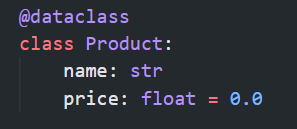 @dataclass
class Product:
    name: str
    price: float = 0.0